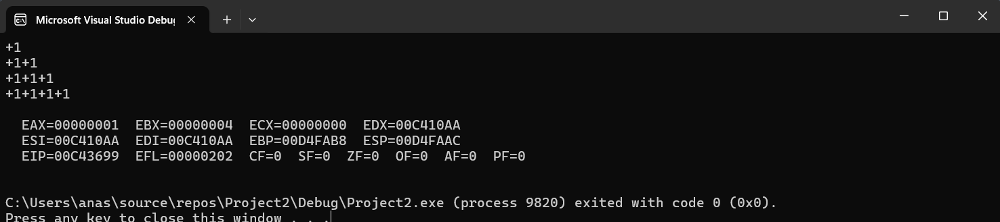 Microsoft Visual Studio Debu
+1
+1+1
+1+1+1
+1+1+1+1
EAX=00000001 EBX=00000004 ECX=00000000 EDX=00C410AA
ESI=00C410AA EDI=00C410AA EBP=00D4FAB8 ESP=00D4FAAC
EIP=00C43699 EFL=00000202 CF=0 SF=0 ZF=0 OF=0 AF=0 PF=0
C:\Users\anas\source\repos\Project2\Debug\Project2.exe (process 9820) exited with code 0 (0x0).
Press any key to close this window . . .